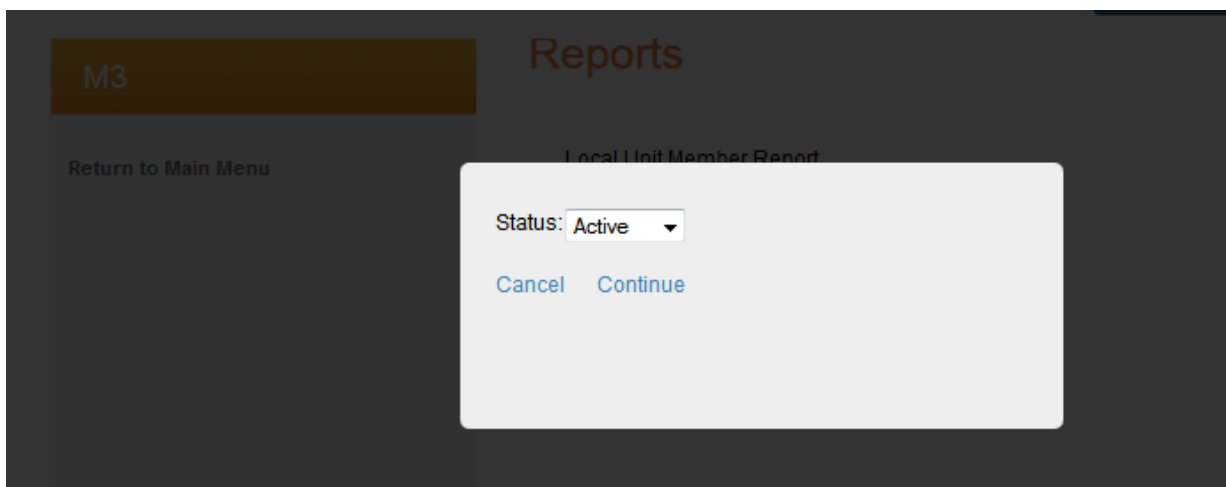 M3
Return to Main Menu
Reports
Local Unit Member Report
Status: Active
Cancel Continue